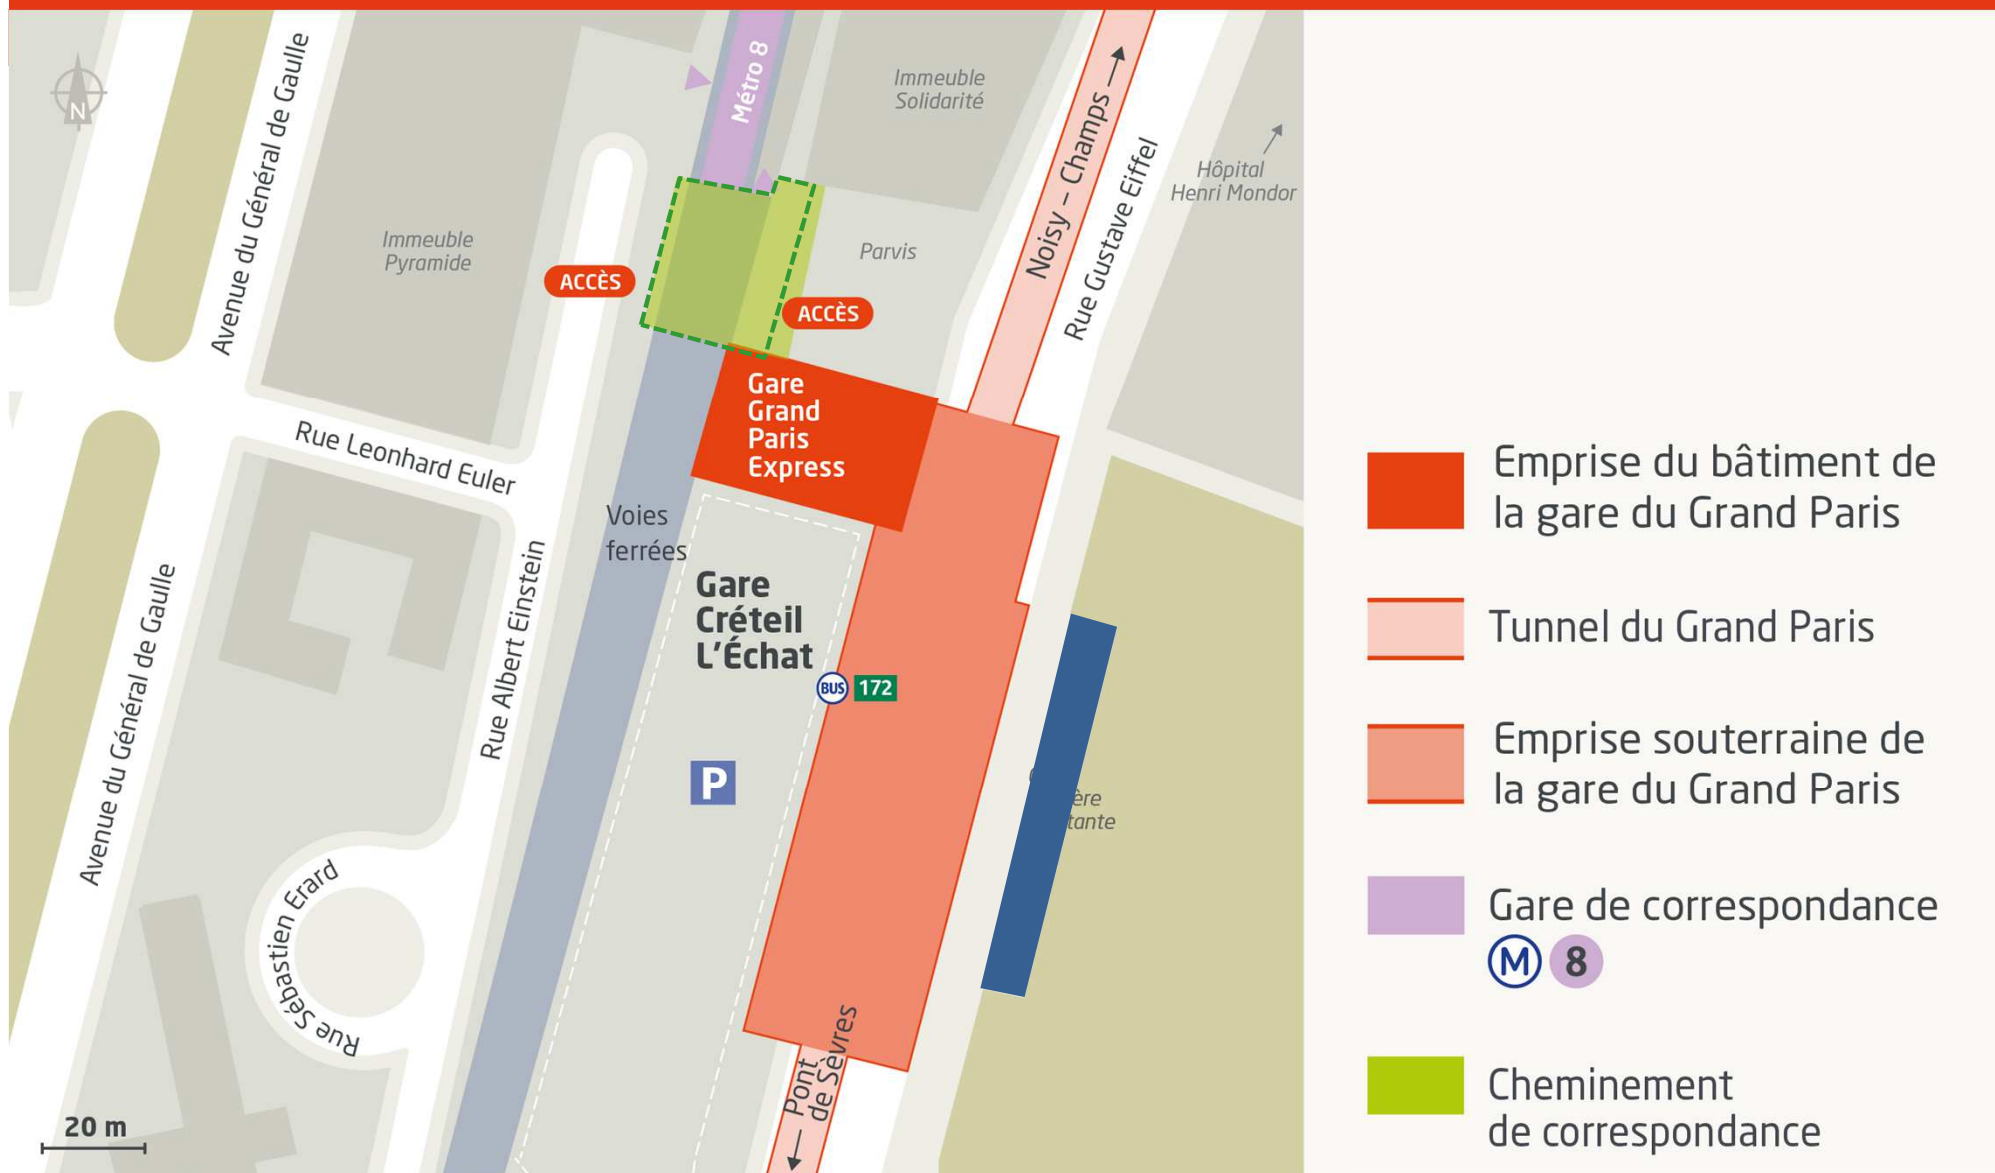 N
Avenue du Général de Gaulle
Métro 8
Immeuble
Solidarité
Noisy – Champs
Rue Gustave Eiffel
Hôpital
Henri Mondor
Immeuble
Pyramide
Parvis
ACCÈS
ACCÈS
Gare
Grand
Paris
Express
Rue Leonhard Euler
Voies
ferrées
Gare
Créteil
L'Échat
BUS 172
P
Rue Albert Einstein
Avenue du Général de Gaulle
ère
tante
Rue Sébastien Erard
Pont
de Sèvres
20 m
Emprise du bâtiment de
la gare du Grand Paris
Tunnel du Grand Paris
Emprise souterraine de
la gare du Grand Paris
Gare de correspondance
M 8
Cheminement
de correspondance